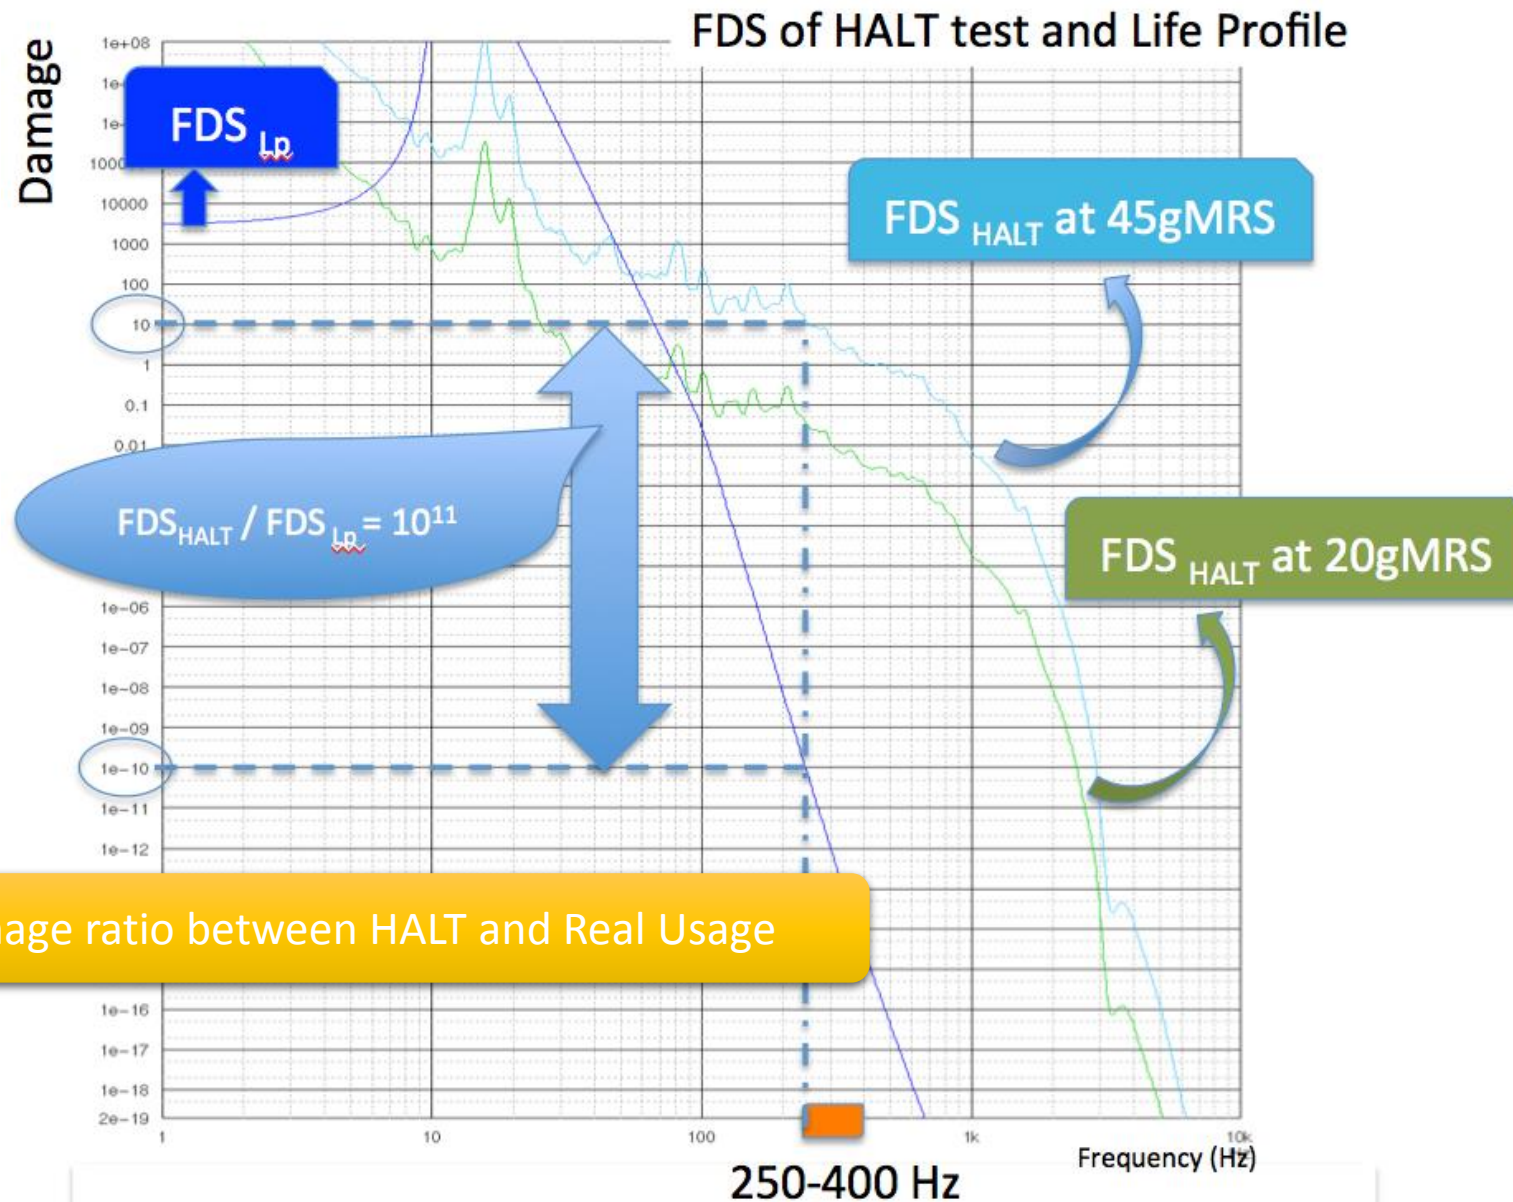 FDS of HALT test and Life Profile
Damage
1e+08
1e-
1e-
1000
10000
1000
100
10
1
0.1
0.01
1e-06
1e-07
1e-08
1e-09
1e-10
1e-11
1e-12
1e-16
1e-17
1e-18
2e-19
FDS Lp
FDS HALT at 45gMRS
FDSHALT / FDS Lp = 10¹¹
FDS HALT at 20gMRS
nage ratio between HALT and Real Usage
1 10 100 1k 10k
Frequency (Hz)
250-400 Hz